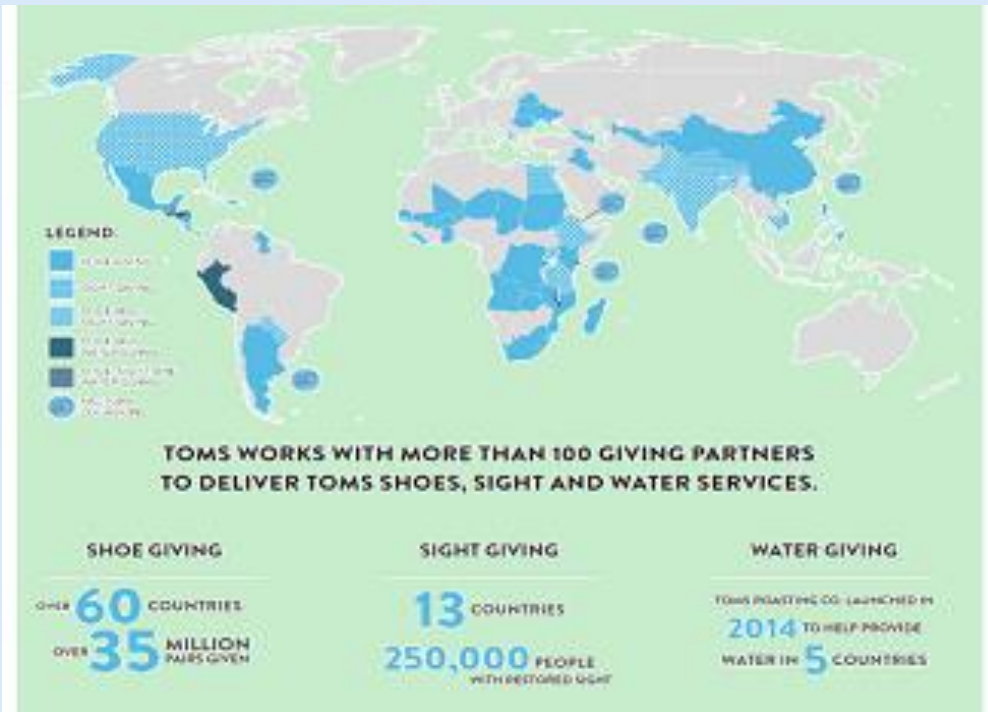 LEGEND:
TOMS WORKS WITH MORE THAN 100 GIVING PARTNERS
TO DELIVER TOMS SHOES, SIGHT AND WATER SERVICES.
SHOE GIVING
OVER 60 COUNTRIES
OVER 35 MILLION
PAIRS GIVEN
SIGHT GIVING
13 COUNTRIES
250,000 PEOPLE
WITH RESTORED SIGHT
WATER GIVING
TOMS ROASTING CO. LAUNCHED IN
2014 TO HELP PROVIDE
WATER IN 5 COUNTRIES